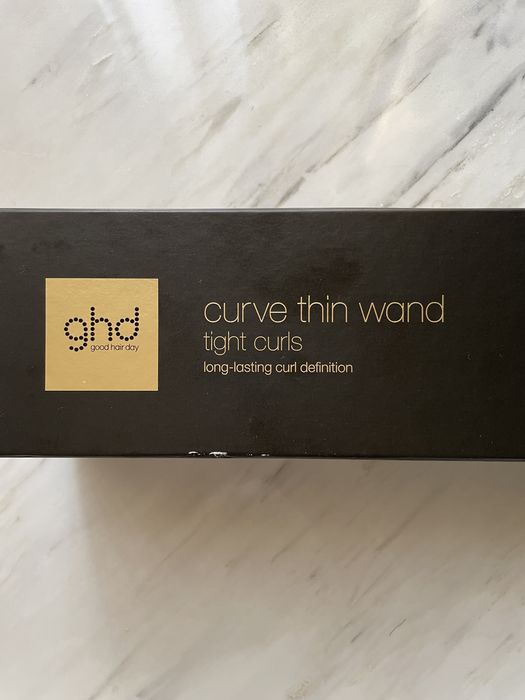 ghd
good hair day
curve thin wand
tight curls
long-lasting curl definition